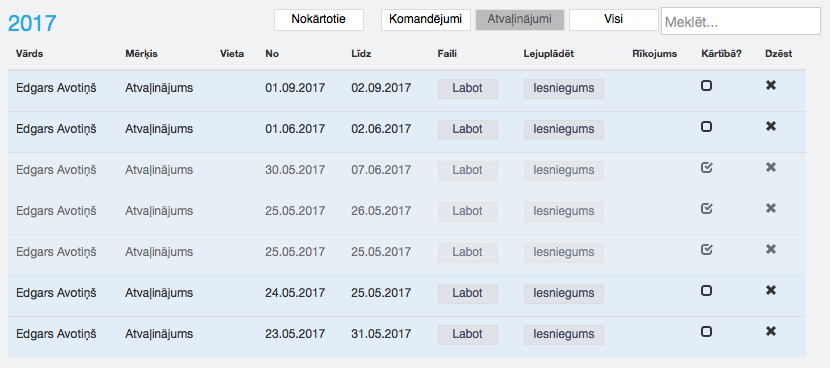 2017 Nokārtotie Komandējumi Atvaļinājumi Visi Meklēt...
Vārds Mērķis Vieta No Līdz Faili Lejuplādēt Rīkojums Kārtībā? Dzēst
Edgars Avotiņš Atvaļinājums 01.09.2017 02.09.2017 Labot Iesniegums
Edgars Avotiņš Atvaļinājums 01.06.2017 02.06.2017 Labot Iesniegums
Edgars Avotiņš Atvaļinājums 30.05.2017 07.06.2017 Labot Iesniegums
Edgars Avotiņš Atvaļinājums 25.05.2017 26.05.2017 Labot Iesniegums
Edgars Avotiņš Atvaļinājums 25.05.2017 25.05.2017 Labot Iesniegums
Edgars Avotiņš Atvaļinājums 24.05.2017 25.05.2017 Labot Iesniegums
Edgars Avotiņš Atvaļinājums 23.05.2017 31.05.2017 Labot Iesniegums